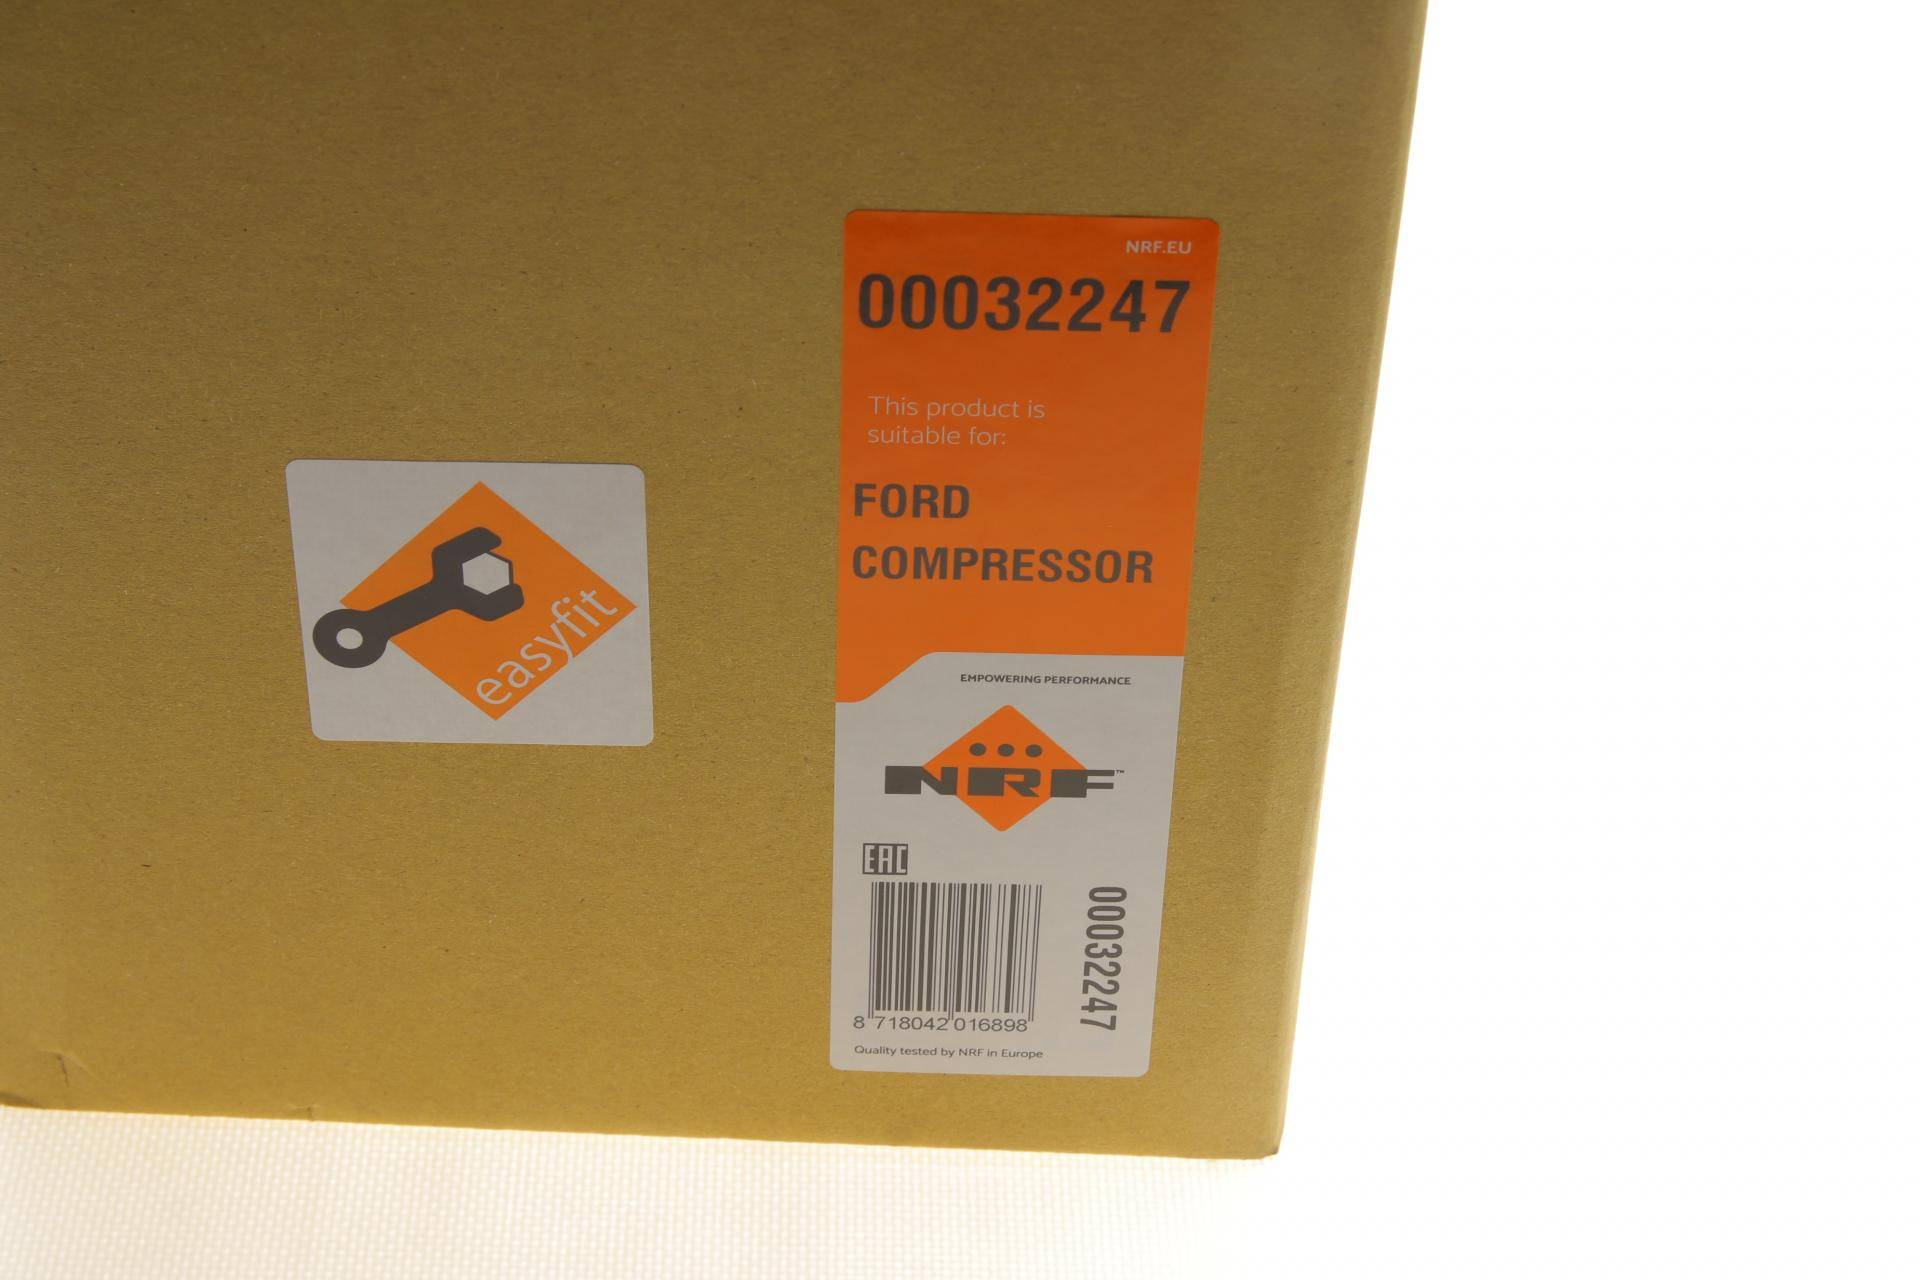 NRF.EU
00032247
This product is
suitable for:
FORD
COMPRESSOR
easyfit
EMPOWERING PERFORMANCE
NRF™
EAC
00032247
8 718042 016898
Quality tested by NRF in Europe